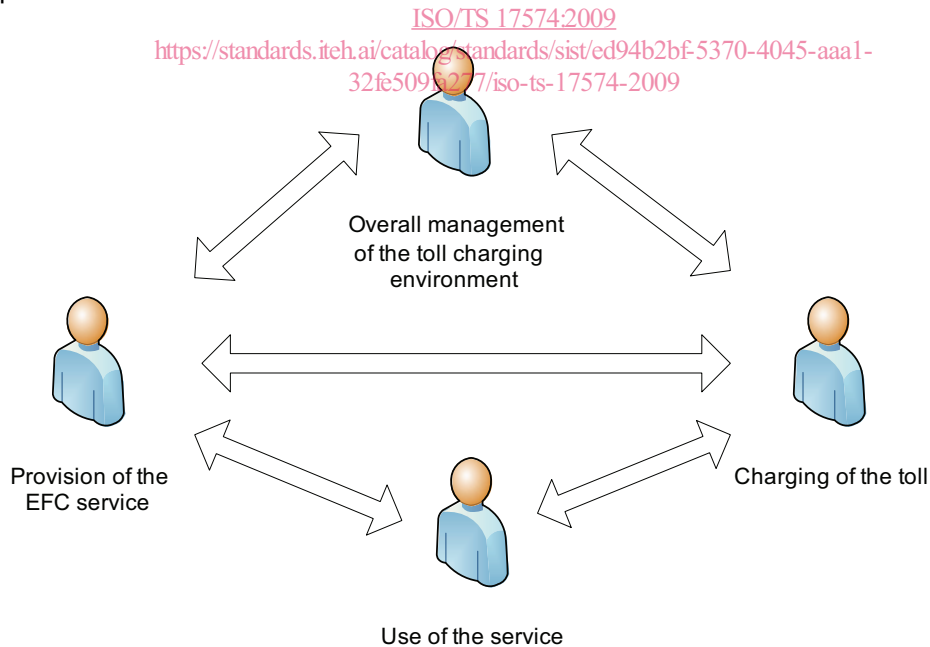 ISO/TS 17574:2009
https://standards.iteh.ai/catalog/standards/sist/ed94b2bf-5370-4045-aaa1-
32fe509fa277/iso-ts-17574-2009
Overall management
of the toll charging
environment
Provision of the
EFC service
Charging of the toll
Use of the service